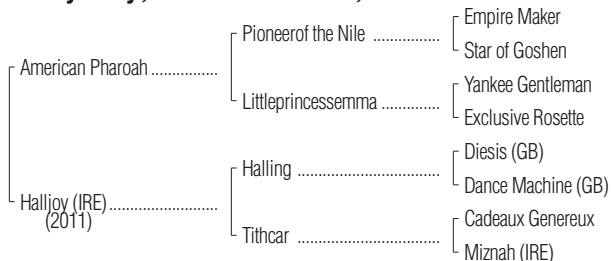 Empire Maker
Pioneerof the Nile ................
Star of Goshen
American Pharoah ................
Yankee Gentleman
Littleprincessemma ..............
Exclusive Rosette
Diesis (GB)
Halling ..................................
Dance Machine (GB)
Halljoy (IRE) ..........................
(2011)
Cadeaux Genereux
Tithcar ..................................
Miznah (IRE)